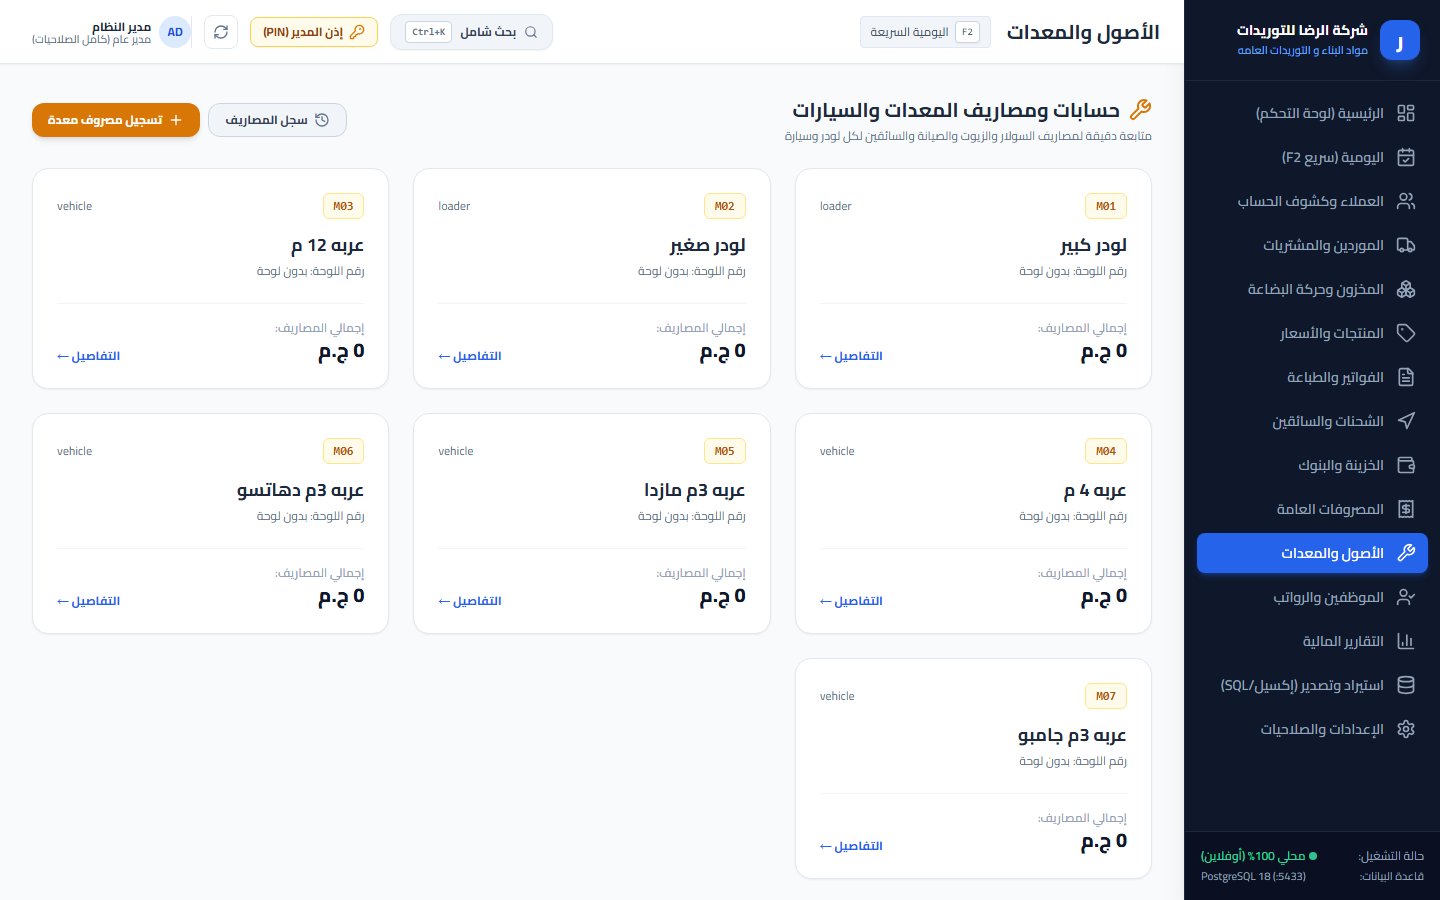 ر
شركة الرضا للتوريدات
مواد البناء و التوريدات العامه
الرئيسية (لوحة التحكم)
اليومية (سريع F2)
العملاء وكشوف الحساب
الموردين والمشتريات
المخزون وحركة البضاعة
المنتجات والأسعار
الفواتير والطباعة
الشحنات والسائقين
الخزينة والبنوك
المصروفات العامة
الأصول والمعدات
الموظفين والرواتب
التقارير المالية
استيراد وتصدير (إكسيل/SQL)
الإعدادات والصلاحيات
حالة التشغيل: محلي 100% (أوفلاين)
قاعدة البيانات: PostgreSQL 18 (:5433)
الأصول والمعدات
F2 اليومية السريعة
بحث شامل Ctrl+K
إذن المدير (PIN)
AD
مدير النظام
مدير عام (كامل الصلاحيات)
حسابات ومصاريف المعدات والسيارات
متابعة دقيقة لمصاريف السولار والزيوت والصيانة والسائقين لكل لودر وسيارة
سجل المصاريف
تسجيل مصروف معدة
M01 loader
لودر كبير
رقم اللوحة: بدون لوحة
إجمالي المصاريف:
0 ج.م
التفاصيل ←
M02 loader
لودر صغير
رقم اللوحة: بدون لوحة
إجمالي المصاريف:
0 ج.م
التفاصيل ←
M03 vehicle
عربه 12 م
رقم اللوحة: بدون لوحة
إجمالي المصاريف:
0 ج.م
التفاصيل ←
M04 vehicle
عربه 4 م
رقم اللوحة: بدون لوحة
إجمالي المصاريف:
0 ج.م
التفاصيل ←
M05 vehicle
عربه 3م مازدا
رقم اللوحة: بدون لوحة
إجمالي المصاريف:
0 ج.م
التفاصيل ←
M06 vehicle
عربه 3م دهاتسو
رقم اللوحة: بدون لوحة
إجمالي المصاريف:
0 ج.م
التفاصيل ←
M07 vehicle
عربه 3م جامبو
رقم اللوحة: بدون لوحة
إجمالي المصاريف:
0 ج.م
التفاصيل ←